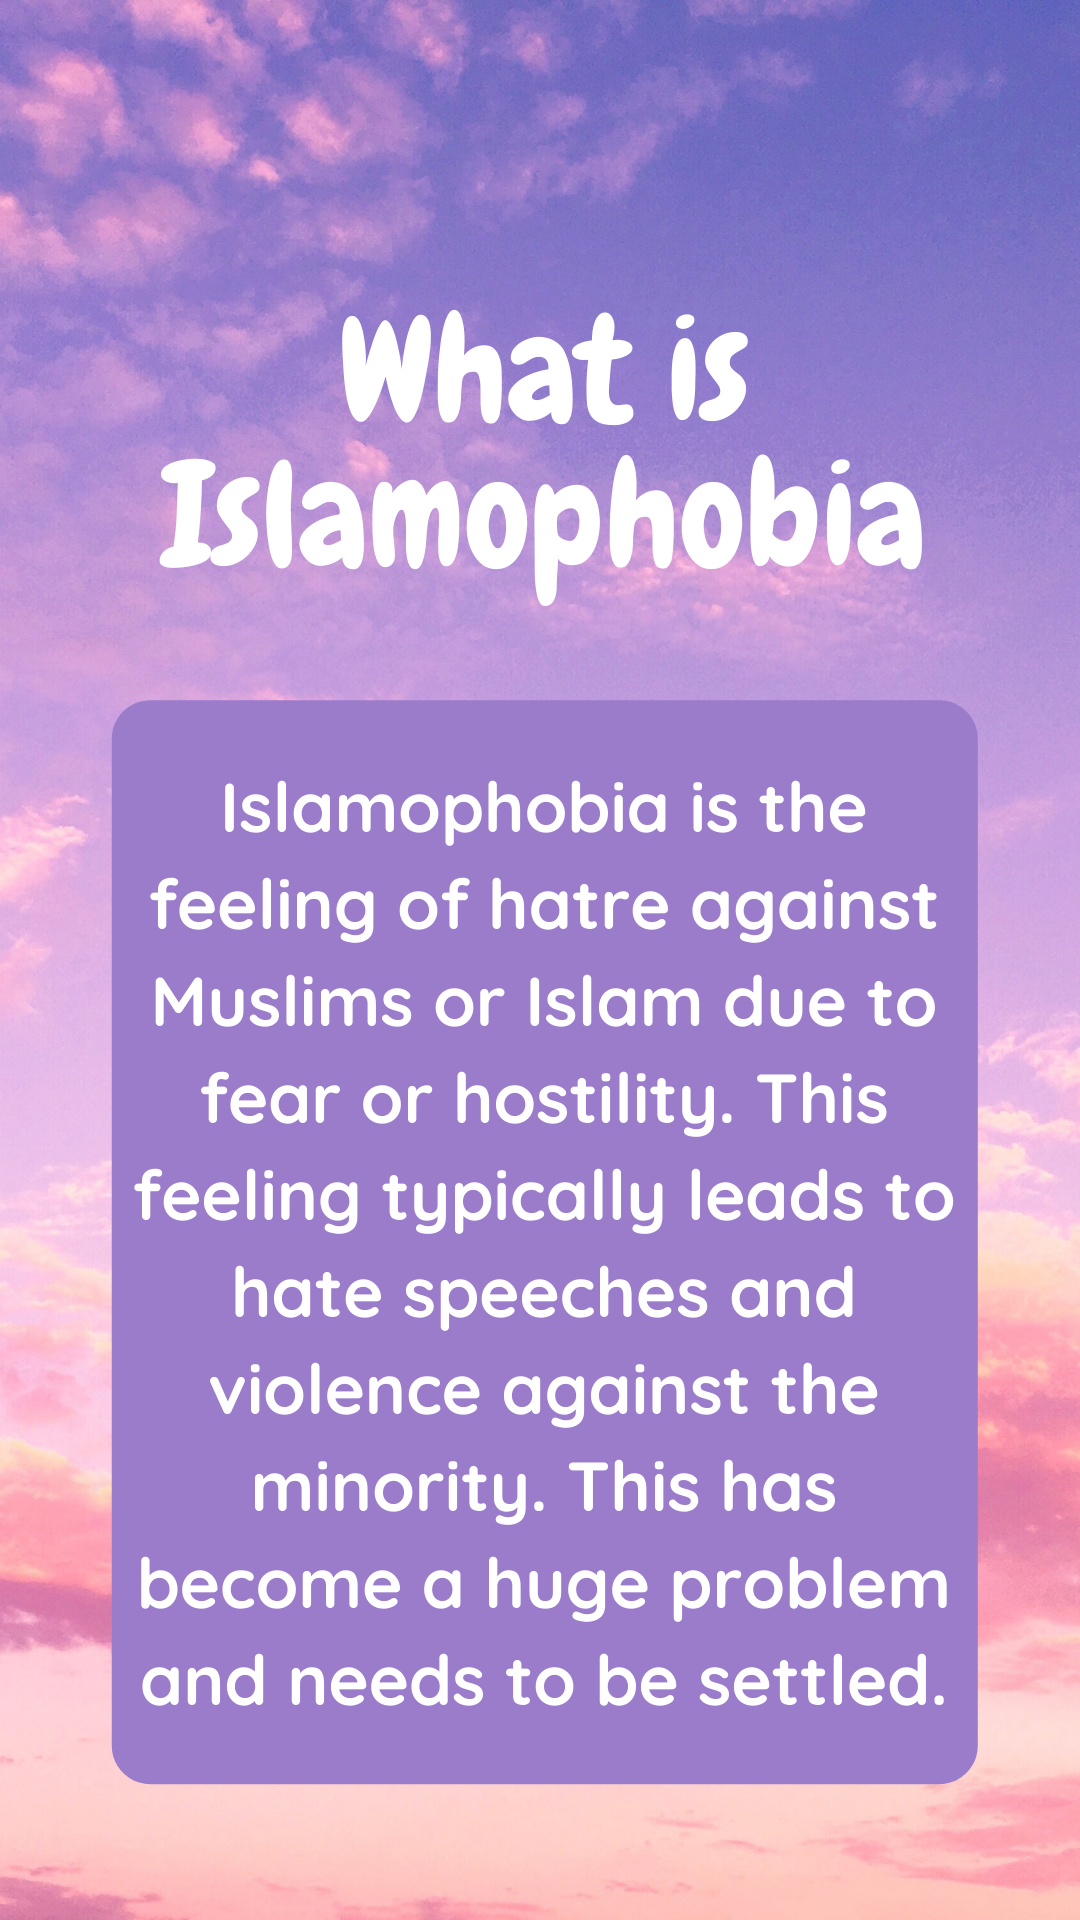 What is
Islamophobia
Islamophobia is the
feeling of hatre against
Muslims or Islam due to
fear or hostility. This
feeling typically leads to
hate speeches and
violence against the
minority. This has
become a huge problem
and needs to be settled.